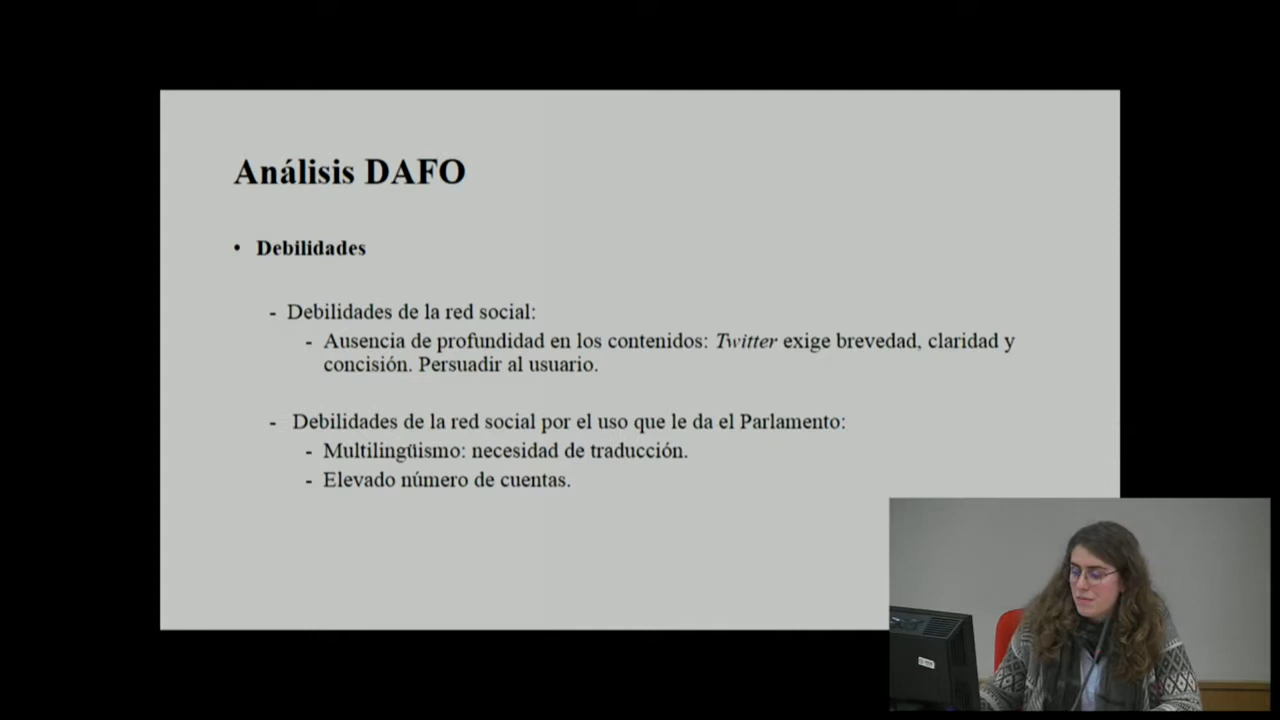 Análisis DAFO
• Debilidades
- Debilidades de la red social:
- Ausencia de profundidad en los contenidos: Twitter exige brevedad, claridad y
concisión. Persuadir al usuario.
- Debilidades de la red social por el uso que le da el Parlamento:
- Multilingüismo: necesidad de traducción.
- Elevado número de cuentas.